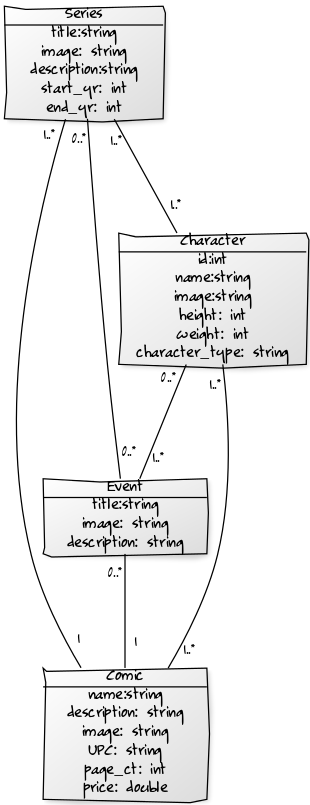 Series
title:string
image: string
description:string
start_yr: int
end_yr: int
1..*
0..*
1..*
1..*
Character
id:int
name:string
image:string
height: int
weight: int
character_type: string
0..*
1..*
0..*
1..*
Event
title:string
image: string
description: string
0..*
1
1
1..*
Comic
name:string
description: string
image: string
UPC: string
page_ct: int
price: double